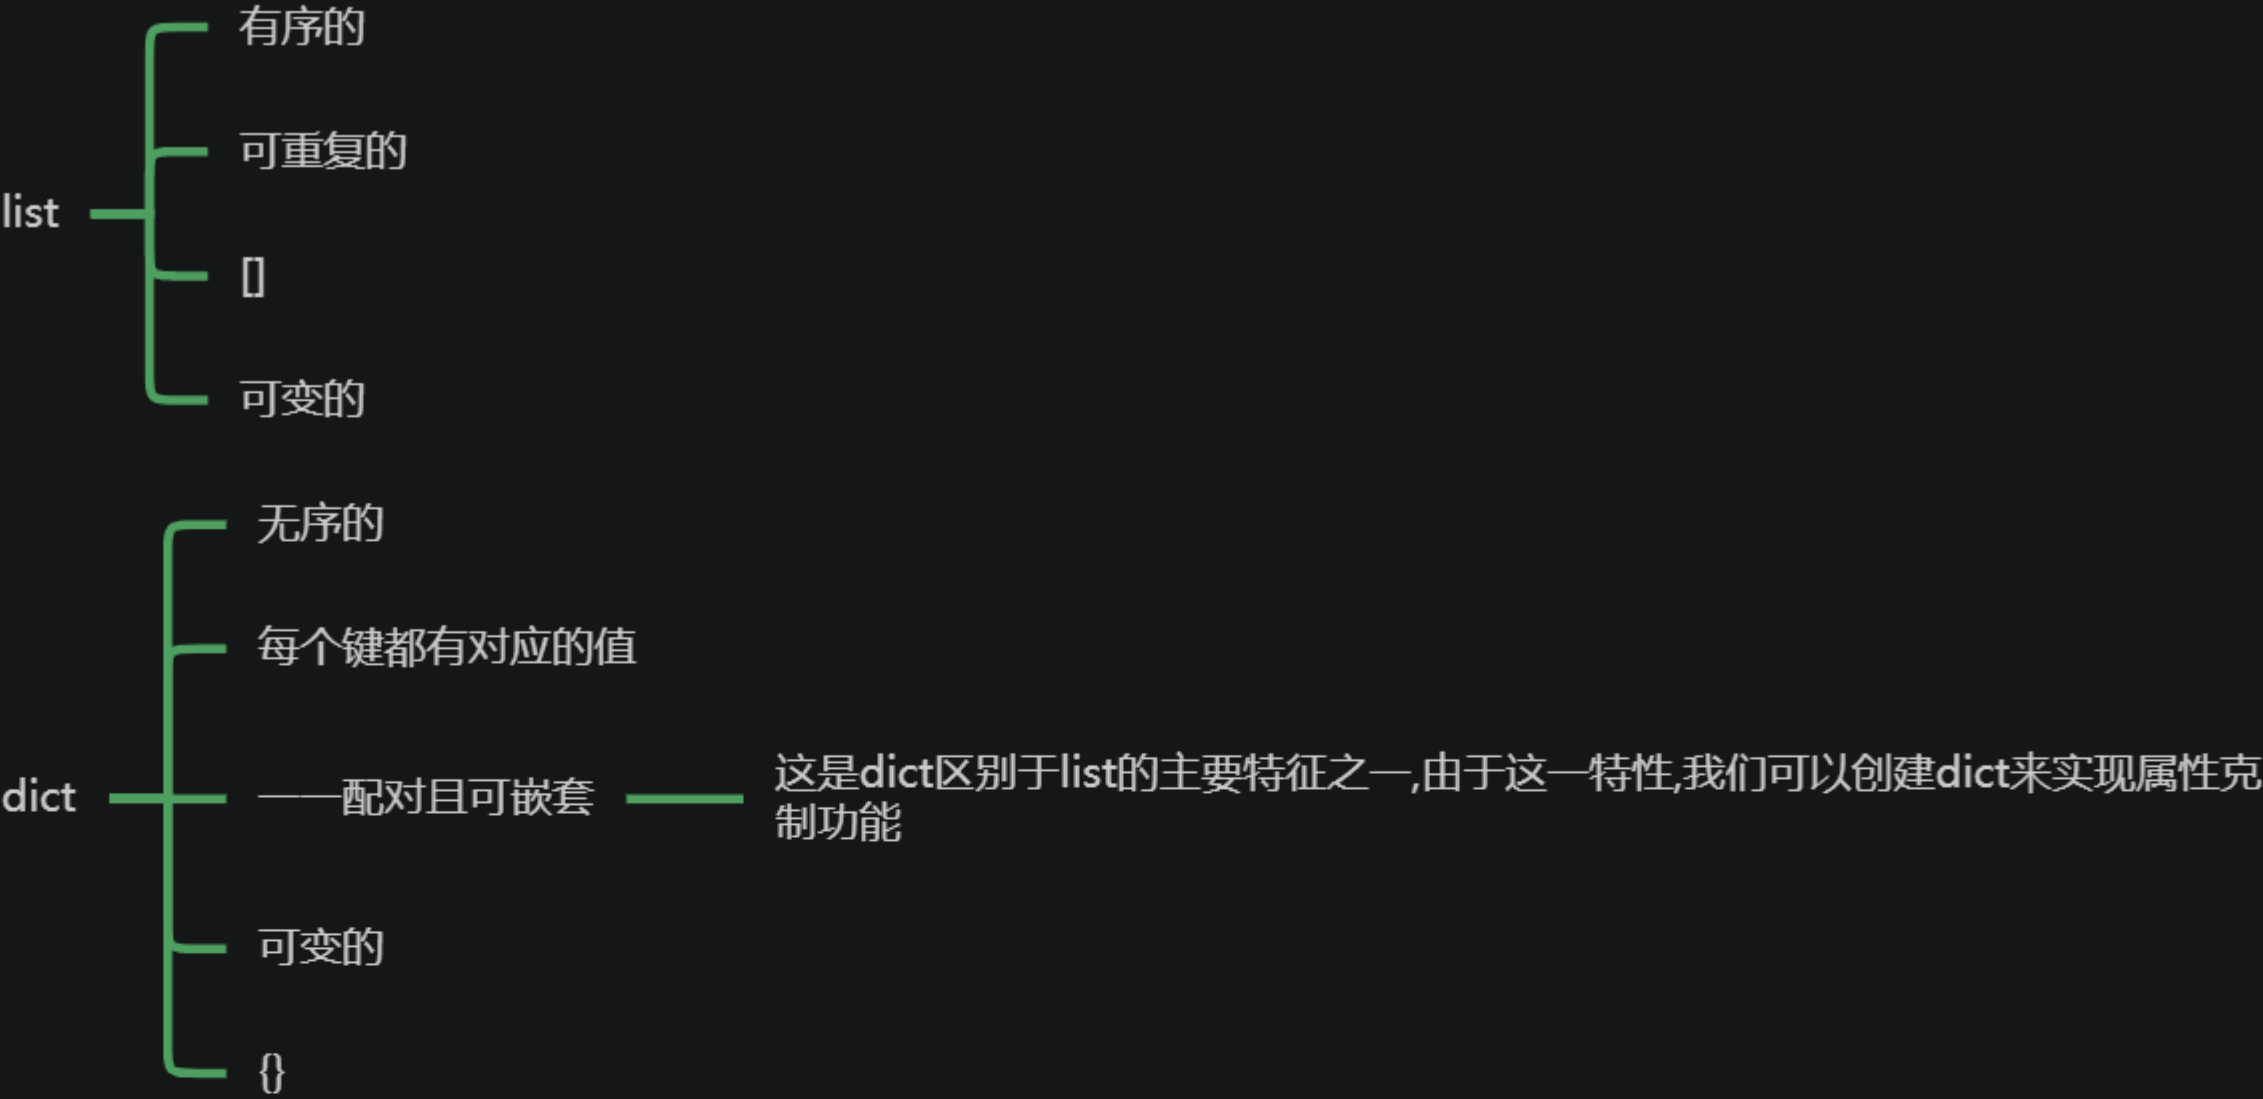 有序的
可重复的
list
[]
可变的
无序的
每个键都有对应的值
dict
一一配对且可嵌套
这是dict区别于list的主要特征之一,由于这一特性,我们可以创建dict来实现属性克
制功能
可变的
{}